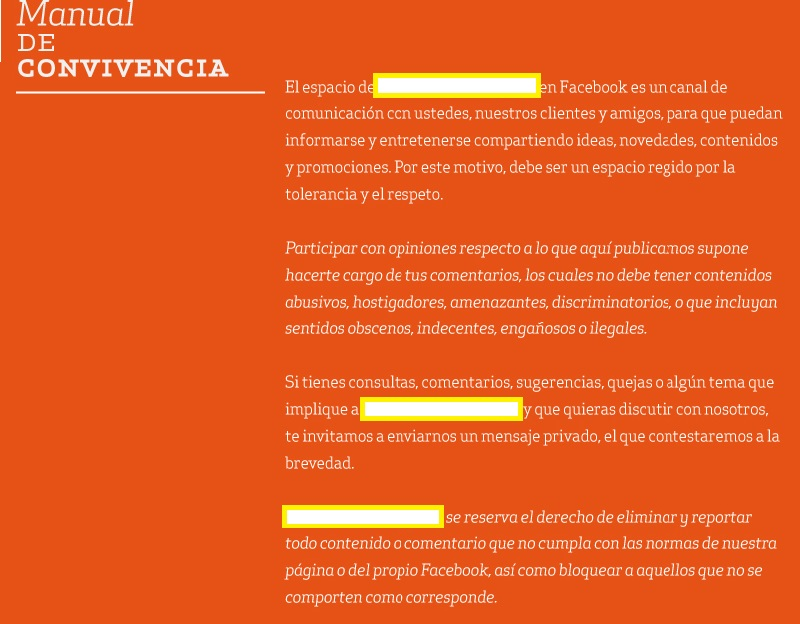 Manual
DE
CONVIVENCIA
El espacio de en Facebook es un canal de
comunicación con ustedes, nuestros clientes y amigos, para que puedan
informarse y entretenerse compartiendo ideas, novedades, contenidos
y promociones. Por este motivo, debe ser un espacio regido por la
tolerancia y el respeto.
Participar con opiniones respecto a lo que aquí publicamos supone
hacerte cargo de tus comentarios, los cuales no debe tener contenidos
abusivos, hostigadores, amenazantes, discriminatorios, o que incluyan
sentidos obscenos, indecentes, engañosos o ilegales.
Si tienes consultas, comentarios, sugerencias, quejas o algún tema que
implique a y que quieras discutir con nosotros,
te invitamos a enviarnos un mensaje privado, el que contestaremos a la
brevedad.
se reserva el derecho de eliminar y reportar
todo contenido o comentario que no cumpla con las normas de nuestra
página o del propio Facebook, así como bloquear a aquellos que no se
comporten como corresponde.